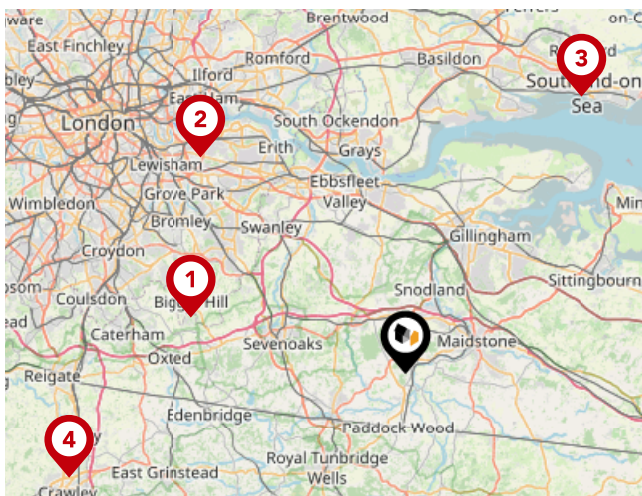 Brentwood
East Finchley
Romford
Basildon
Ilford
London
South Ockendon
Sea
Lewisham
Erith
Grays
Grove Park
Ebbsfleet
Valley
Wimbledon
Bromley
Swanley
Gillingham
Croydon
1
2
3
Sittingbourn
Coulsdon
Snodland
Caterham
Oxted
Sevenoaks
Maidstone
Reigate
Edenbridge
Paddock Wood
4
East Grinstead
Royal Tunbridge
Wells
Crawley